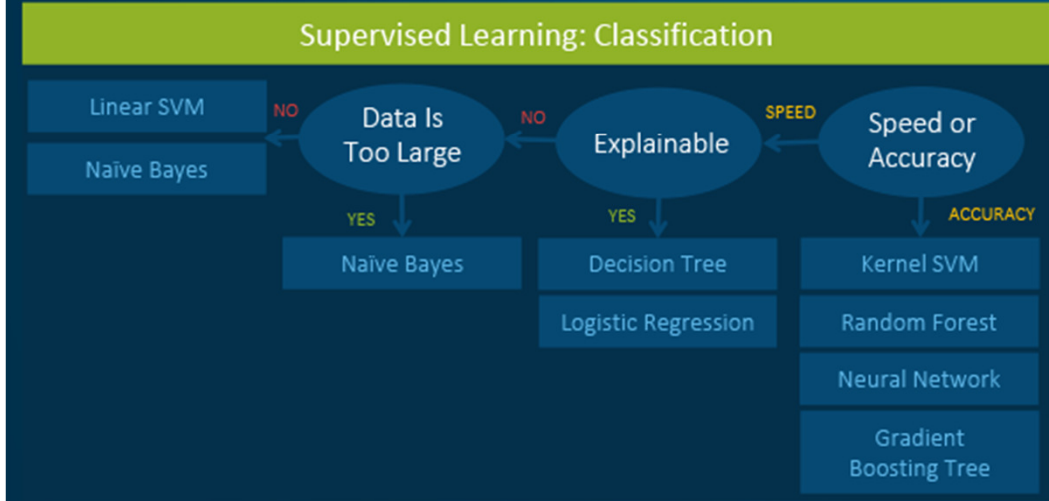 Supervised Learning: Classification
Linear SVM
Naïve Bayes
NO
Data Is
Too Large
NO
Explainable
SPEED
Speed or
Accuracy
YES
YES
ACCURACY
Naïve Bayes
Decision Tree
Logistic Regression
Kernel SVM
Random Forest
Neural Network
Gradient
Boosting Tree